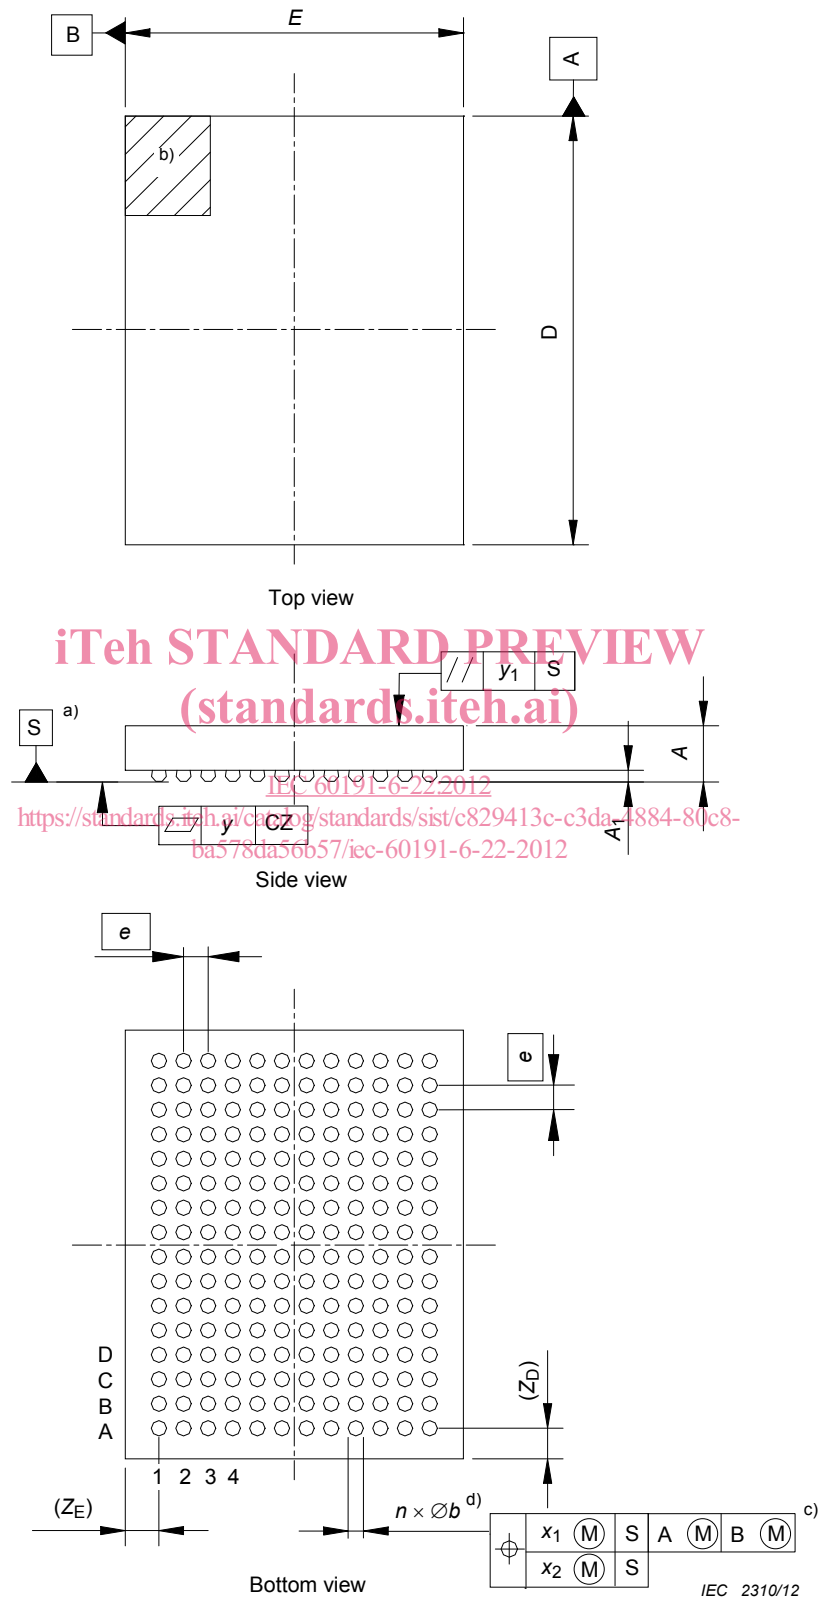 B
E
A
b)
D
Top view
iTeh STANDARD PREVIEW
(standards.iteh.ai)
// y1 S
S a)
A
IEC 60191-6-22:2012
https://standards.iteh.ai/catalog/standards/sist/c829413c-c3da-4884-80c8-
ba578da56b57/iec-60191-6-22-2012
y CZ
A1
Side view
e
e
D
C
B
A
1 2 3 4
(ZD)
(ZE)
n × Øb d)
c)
x1 M S A M B M
x2 M S
Bottom view
IEC 2310/12